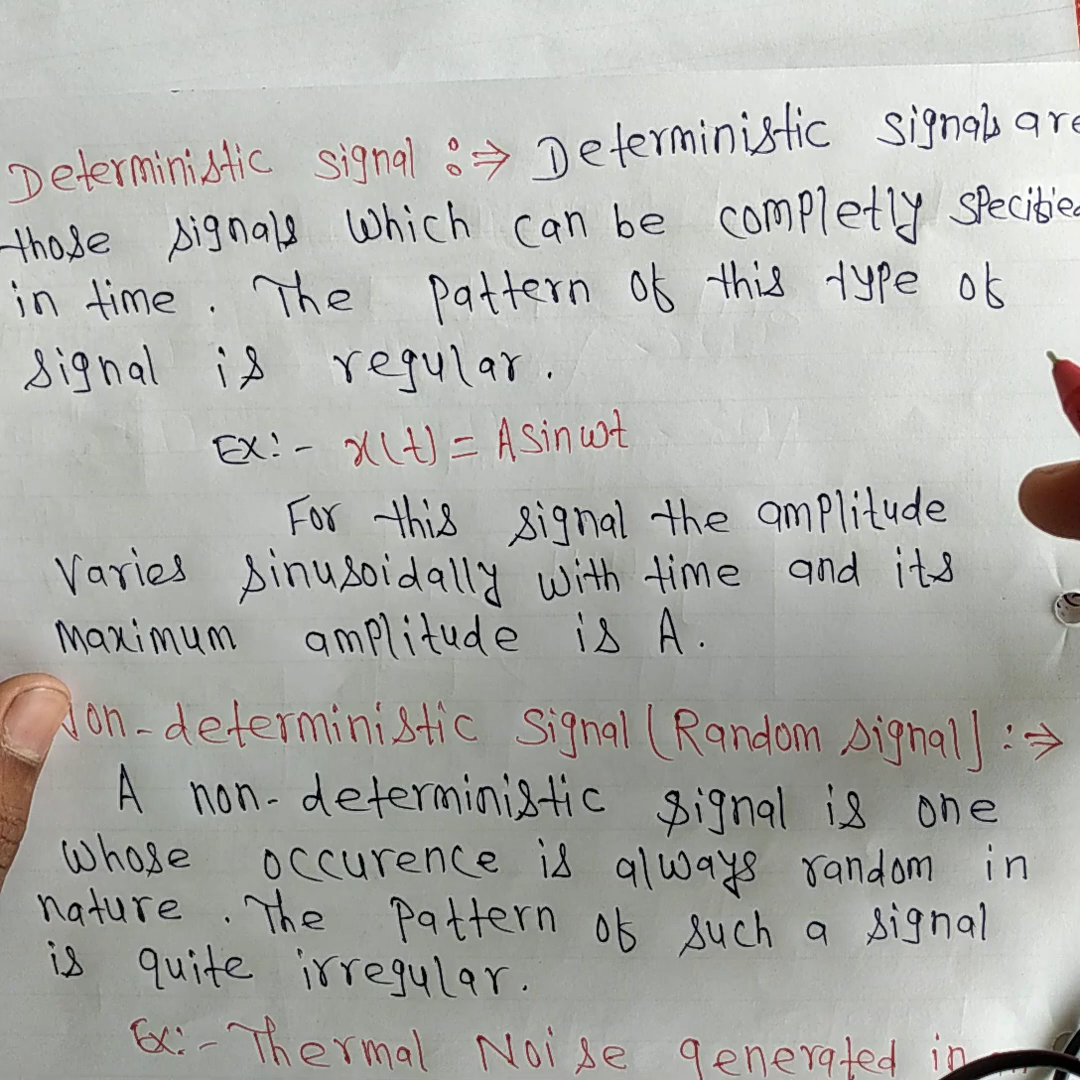 Deterministic signal :⇒ Deterministic signals are
those signals which can be completly specified
in time. The pattern of this type of
signal is regular.
Ex:- x(t) = A sin ωt
For this signal the amplitude
varies sinusoidally with time and its
maximum amplitude is A.
Non-deterministic signal (Random signal) :⇒
A non-deterministic signal is one
whose occurence is always random in
nature. The pattern of such a signal
is quite irregular.
Ex:- Thermal Noise generated in